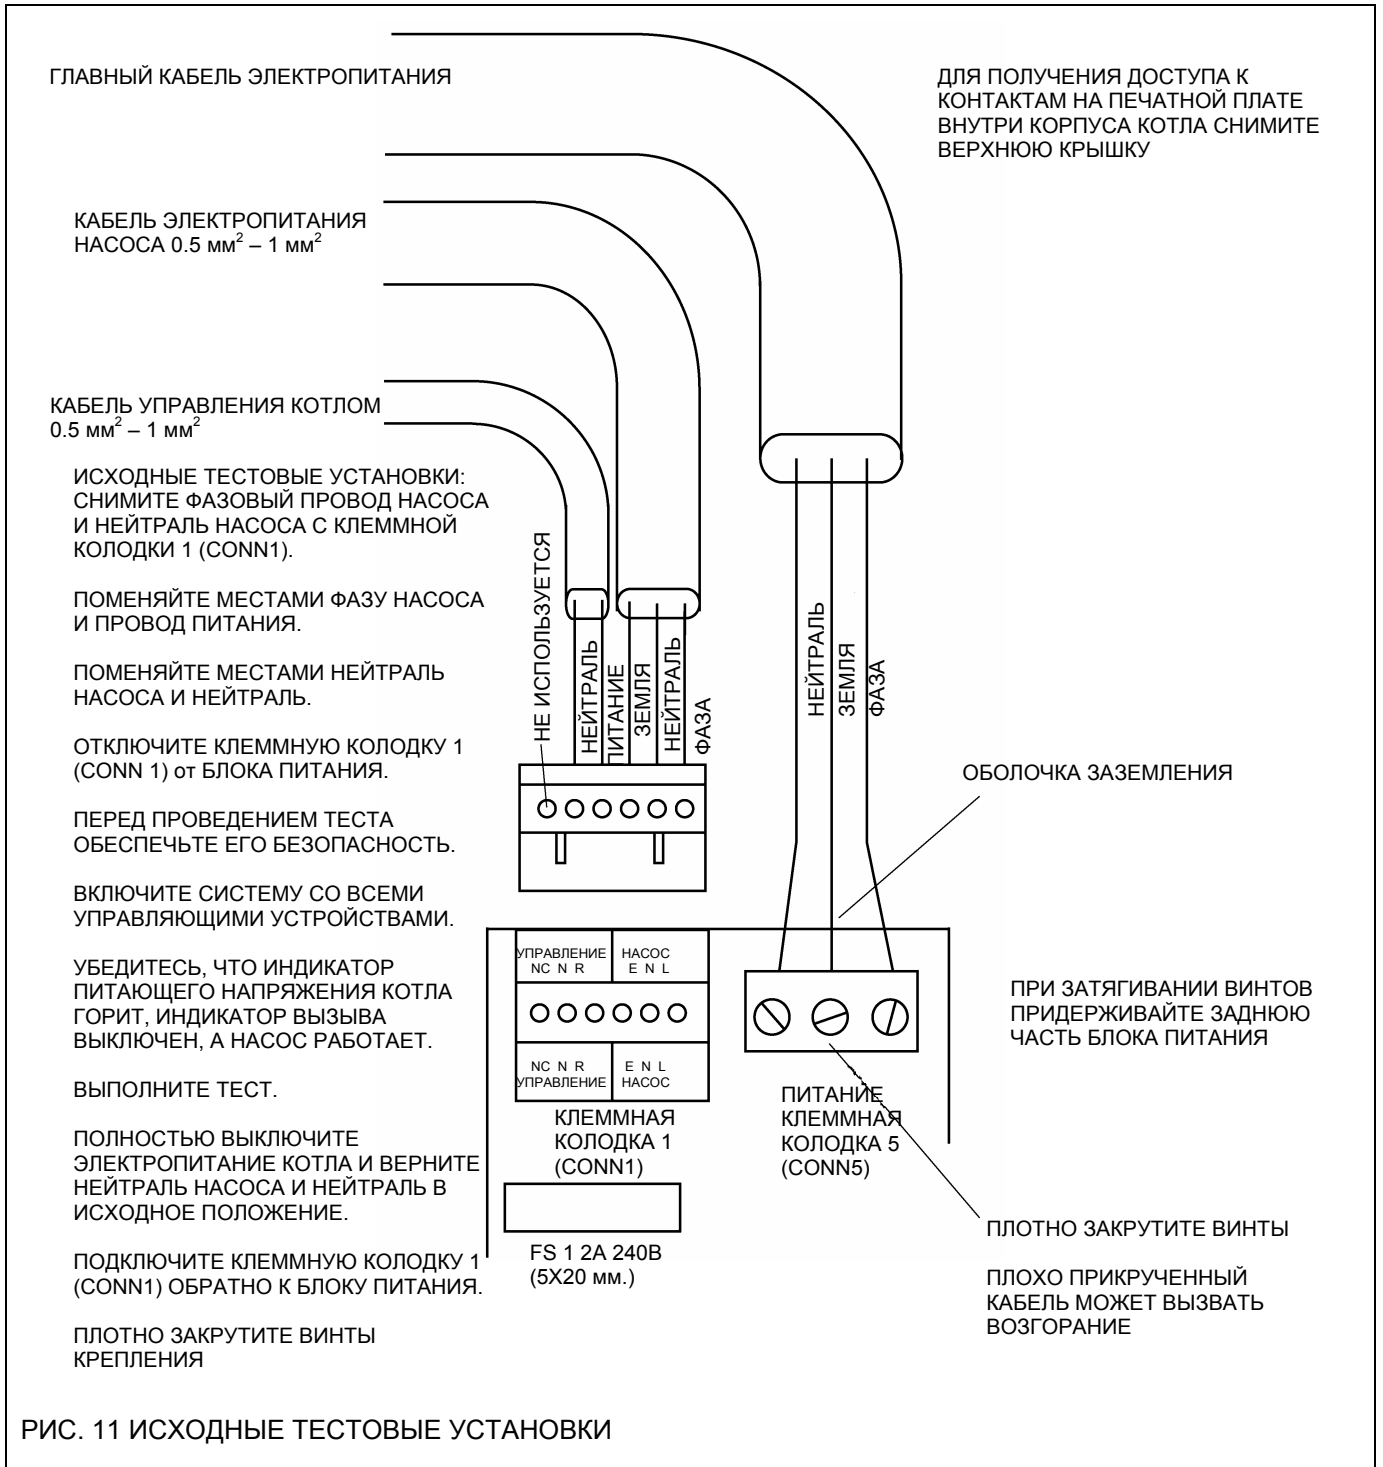 ГЛАВНЫЙ КАБЕЛЬ ЭЛЕКТРОПИТАНИЯ
ДЛЯ ПОЛУЧЕНИЯ ДОСТУПА К
КОНТАКТАМ НА ПЕЧАТНОЙ ПЛАТЕ
ВНУТРИ КОРПУСА КОТЛА СНИМИТЕ
ВЕРХНЮЮ КРЫШКУ
КАБЕЛЬ ЭЛЕКТРОПИТАНИЯ
НАСОСА 0.5 мм² – 1 мм²
КАБЕЛЬ УПРАВЛЕНИЯ КОТЛОМ
0.5 мм² – 1 мм²
ИСХОДНЫЕ ТЕСТОВЫЕ УСТАНОВКИ:
СНИМИТЕ ФАЗОВЫЙ ПРОВОД НАСОСА
И НЕЙТРАЛЬ НАСОСА С КЛЕММНОЙ
КОЛОДКИ 1 (CONN1).
ПОМЕНЯЙТЕ МЕСТАМИ ФАЗУ НАСОСА
И ПРОВОД ПИТАНИЯ.
ПОМЕНЯЙТЕ МЕСТАМИ НЕЙТРАЛЬ
НАСОСА И НЕЙТРАЛЬ.
ОТКЛЮЧИТЕ КЛЕММНУЮ КОЛОДКУ 1
(CONN 1) от БЛОКА ПИТАНИЯ.
ПЕРЕД ПРОВЕДЕНИЕМ ТЕСТА
ОБЕСПЕЧЬТЕ ЕГО БЕЗОПАСНОСТЬ.
ВКЛЮЧИТЕ СИСТЕМУ СО ВСЕМИ
УПРАВЛЯЮЩИМИ УСТРОЙСТВАМИ.
УБЕДИТЕСЬ, ЧТО ИНДИКАТОР
ПИТАЮЩЕГО НАПРЯЖЕНИЯ КОТЛА
ГОРИТ, ИНДИКАТОР ВЫЗЫВА
ВЫКЛЮЧЕН, А НАСОС РАБОТАЕТ.
ВЫПОЛНИТЕ ТЕСТ.
ПОЛНОСТЬЮ ВЫКЛЮЧИТЕ
ЭЛЕКТРОПИТАНИЕ КОТЛА И ВЕРНИТЕ
НЕЙТРАЛЬ НАСОСА И НЕЙТРАЛЬ В
ИСХОДНОЕ ПОЛОЖЕНИЕ.
ПОДКЛЮЧИТЕ КЛЕММНУЮ КОЛОДКУ 1
(CONN1) ОБРАТНО К БЛОКУ ПИТАНИЯ.
ПЛОТНО ЗАКРУТИТЕ ВИНТЫ
КРЕПЛЕНИЯ
НЕ ИСПОЛЬЗУЕТСЯ
НЕЙТРАЛЬ
ПИТАНИЕ
ЗЕМЛЯ
НЕЙТРАЛЬ
ФАЗА
НЕЙТРАЛЬ
ЗЕМЛЯ
ФАЗА
ОБОЛОЧКА ЗАЗЕМЛЕНИЯ
УПРАВЛЕНИЕ НАСОС
NC N R E N L
NC N R E N L
УПРАВЛЕНИЕ НАСОС
КЛЕММНАЯ
КОЛОДКА 1
(CONN1)
FS 1 2А 240В
(5X20 мм.)
ПИТАНИЕ
КЛЕММНАЯ
КОЛОДКА 5
(CONN5)
ПРИ ЗАТЯГИВАНИИ ВИНТОВ
ПРИДЕРЖИВАЙТЕ ЗАДНЮЮ
ЧАСТЬ БЛОКА ПИТАНИЯ
ПЛОТНО ЗАКРУТИТЕ ВИНТЫ
ПЛОХО ПРИКРУЧЕННЫЙ
КАБЕЛЬ МОЖЕТ ВЫЗВАТЬ
ВОЗГОРАНИЕ
РИС. 11 ИСХОДНЫЕ ТЕСТОВЫЕ УСТАНОВКИ